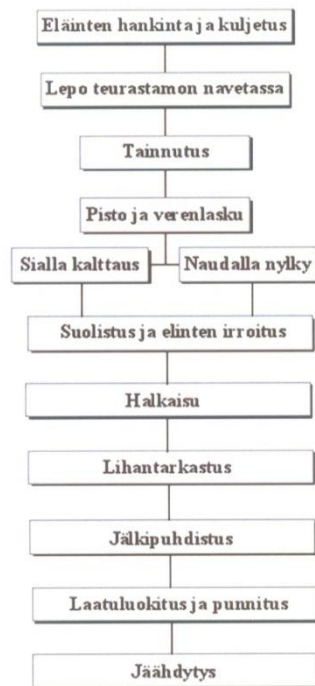 Eläinten hankinta ja kuljetus
Lepo teurastamon navetassa
Tainnutus
Pisto ja verenlasku
Sialla kalttaus
Naudalla nylky
Suolistus ja elinten irroitus
Halkaisu
Lihantarkastus
Jälkipuhdistus
Laatuluokitus ja punnitus
Jäähdytys